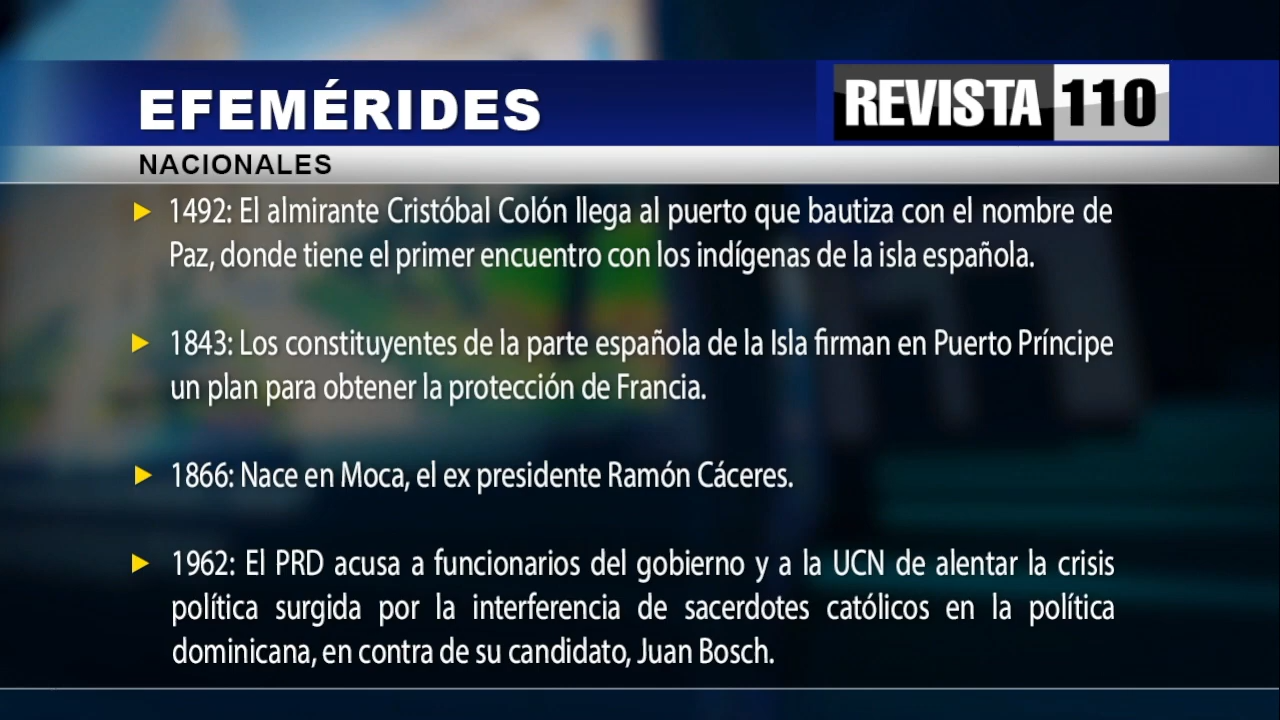 EFEMÉRIDES
REVISTA 110
NACIONALES
1492: El almirante Cristóbal Colón llega al puerto que bautiza con el nombre de
Paz, donde tiene el primer encuentro con los indígenas de la isla española.
1843: Los constituyentes de la parte española de la Isla firman en Puerto Príncipe
un plan para obtener la protección de Francia.
1866: Nace en Moca, el ex presidente Ramón Cáceres.
1962: El PRD acusa a funcionarios del gobierno y a la UCN de alentar la crisis
política surgida por la interferencia de sacerdotes católicos en la política
dominicana, en contra de su candidato, Juan Bosch.